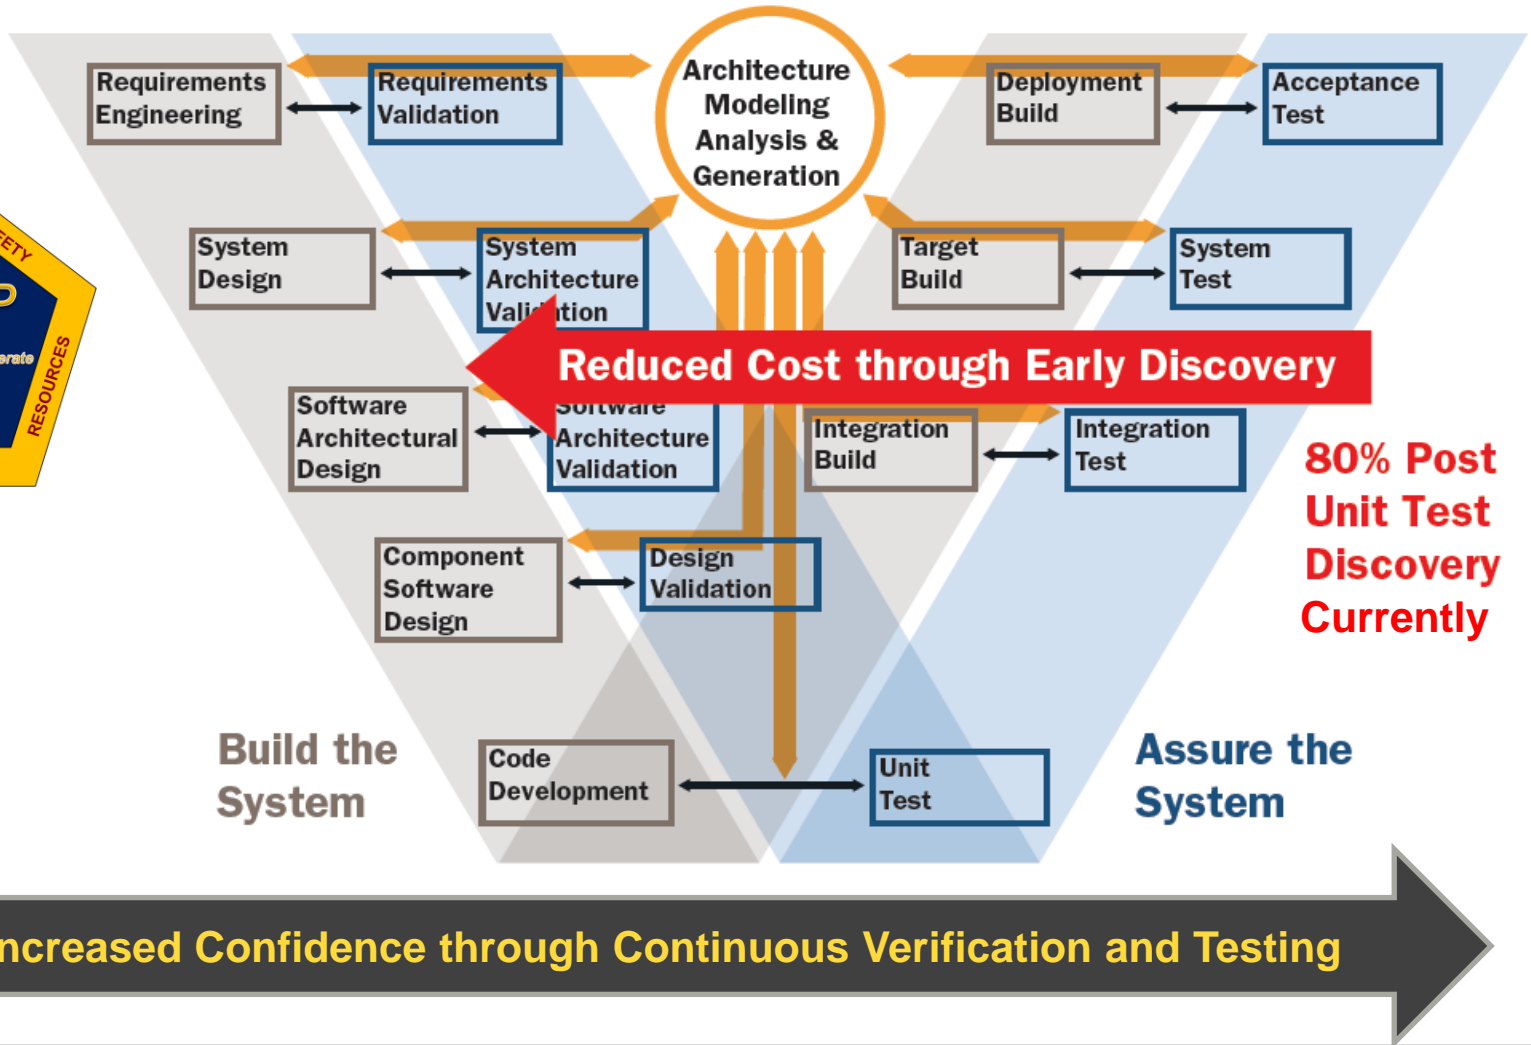 Requirements
Engineering
Requirements
Validation
Architecture
Modeling
Analysis &
Generation
Deployment
Build
Acceptance
Test
System
Design
System
Architecture
Validation
Target
Build
System
Test
RESOURCES
Reduced Cost through Early Discovery
Software
Architectural
Design
Software
Architecture
Validation
Integration
Build
Integration
Test
80% Post
Unit Test
Discovery
Currently
Component
Software
Design
Design
Validation
Build the
System
Code
Development
Unit
Test
Assure the
System
ncreased Confidence through Continuous Verification and Testing